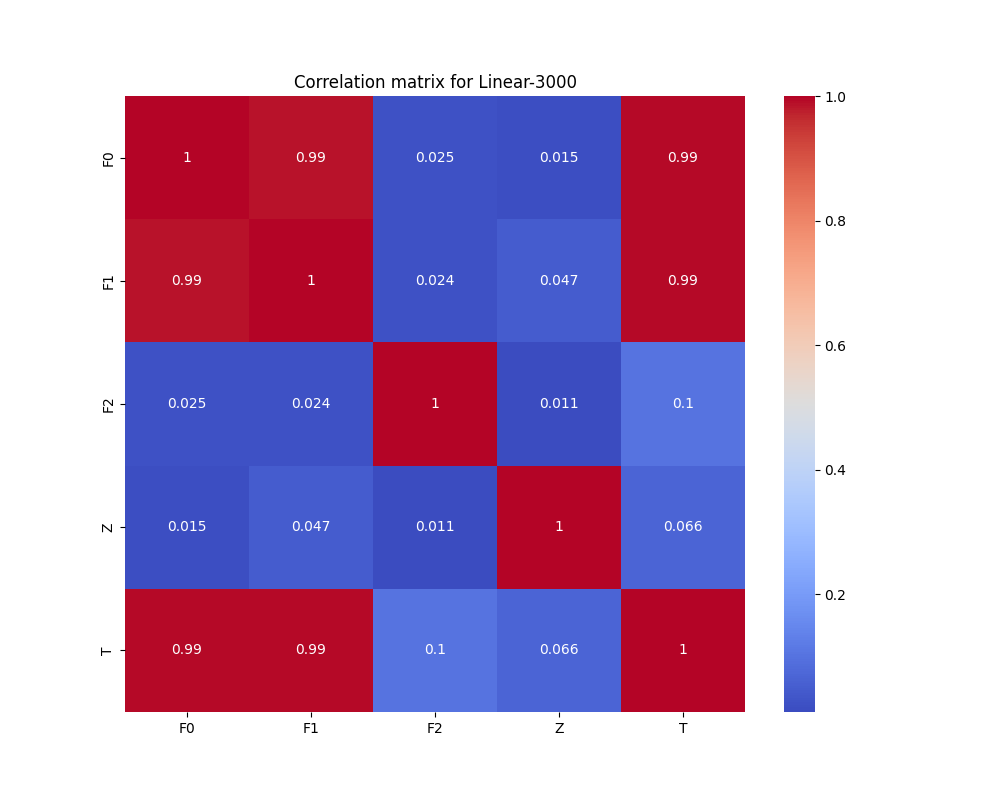 Correlation matrix for Linear-3000
F0 1 0.99 0.025 0.015 0.99
F1 0.99 1 0.024 0.047 0.99
F2 0.025 0.024 1 0.011 0.1
Z 0.015 0.047 0.011 1 0.066
T 0.99 0.99 0.1 0.066 1
F0 F1 F2 Z T
1.0
0.8
0.6
0.4
0.2